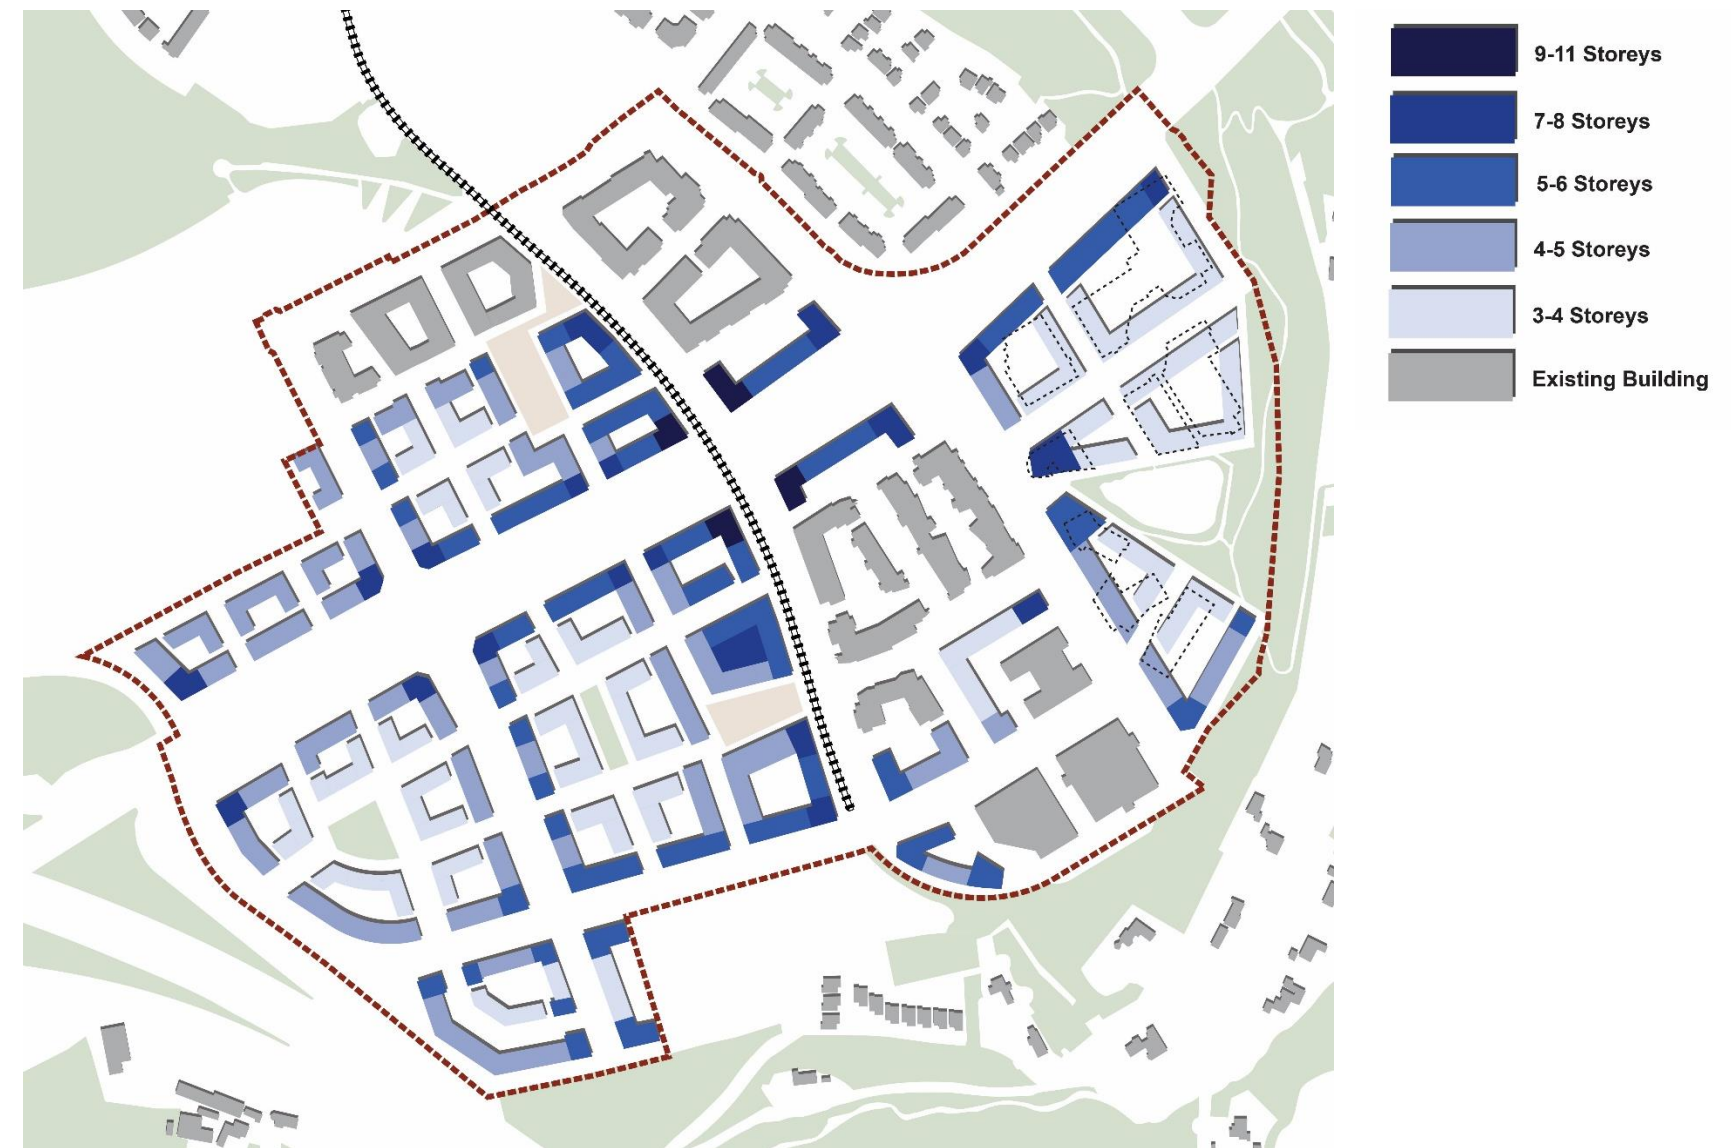 9-11 Storeys
7-8 Storeys
5-6 Storeys
4-5 Storeys
3-4 Storeys
Existing Building